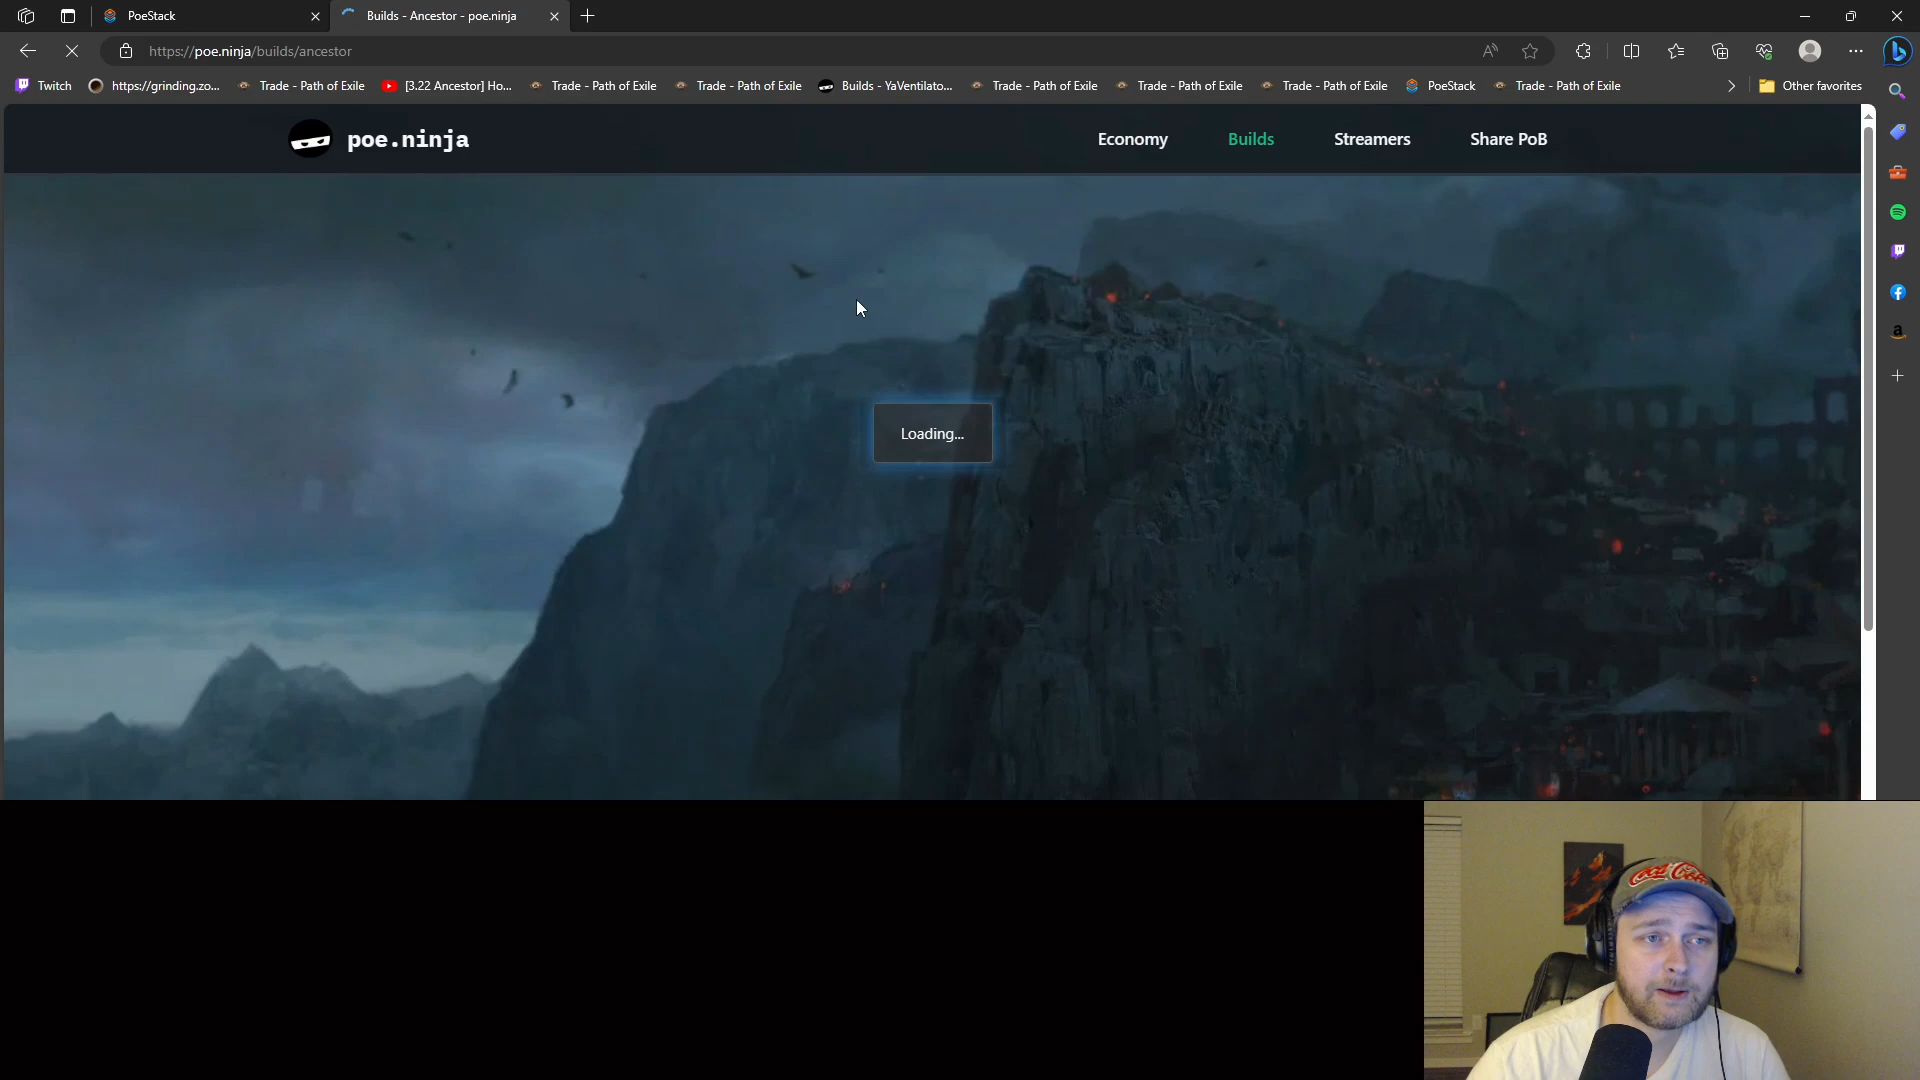 PoeStack
Builds - Ancestor - poe.ninja
https://poe.ninja/builds/ancestor
Twitch
https://grinding.zo...
Trade - Path of Exile
[3.22 Ancestor] Ho...
Trade - Path of Exile
Trade - Path of Exile
Builds - YaVentilato...
Trade - Path of Exile
Trade - Path of Exile
Trade - Path of Exile
PoeStack
Trade - Path of Exile
Other favorites
poe.ninja
Economy
Builds
Streamers
Share PoB
Loading...
Coca-Cola